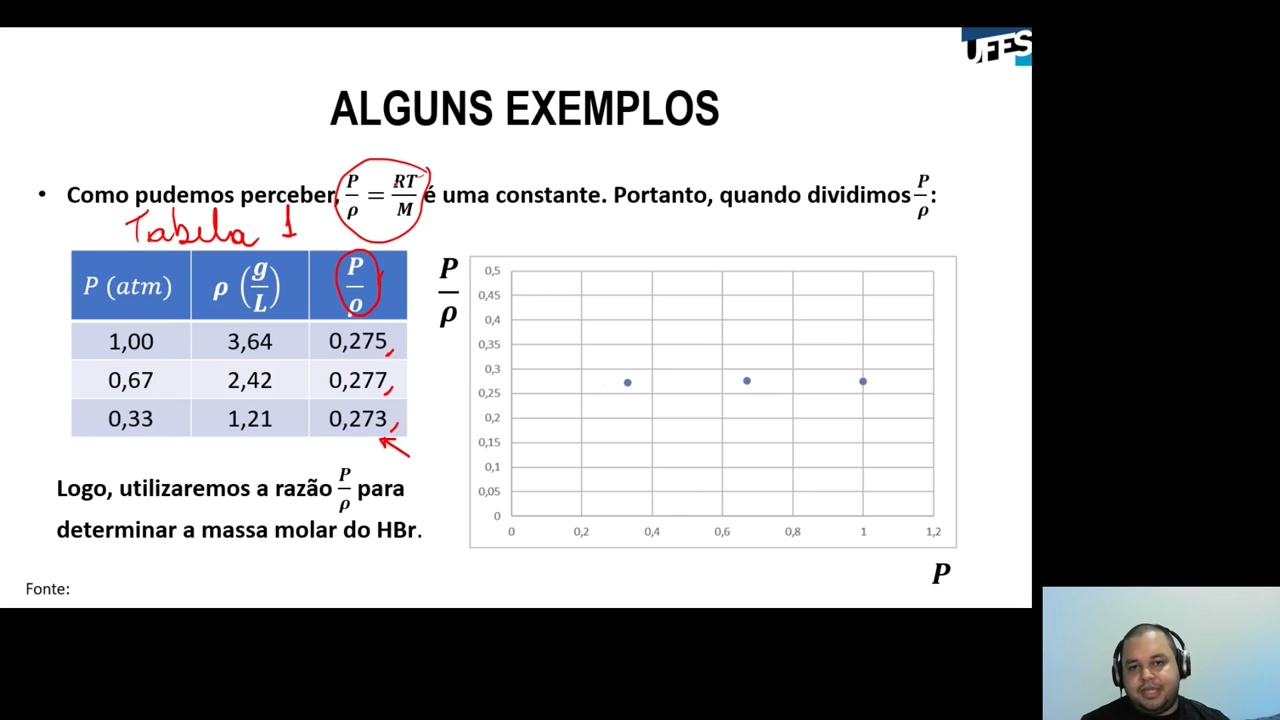 UFES
ALGUNS EXEMPLOS
• Como pudemos perceber, P/ρ = RT/M é uma constante. Portanto, quando dividimos P/ρ:
Tabela 1
P (atm) ρ (g/L) P/ρ
1,00 3,64 0,275
0,67 2,42 0,277
0,33 1,21 0,273
P/ρ
0,5
0,45
0,4
0,35
0,3
0,25
0,2
0,15
0,1
0,05
0
0 0,2 0,4 0,6 0,8 1 1,2
P
Logo, utilizaremos a razão P/ρ para
determinar a massa molar do HBr.
Fonte: